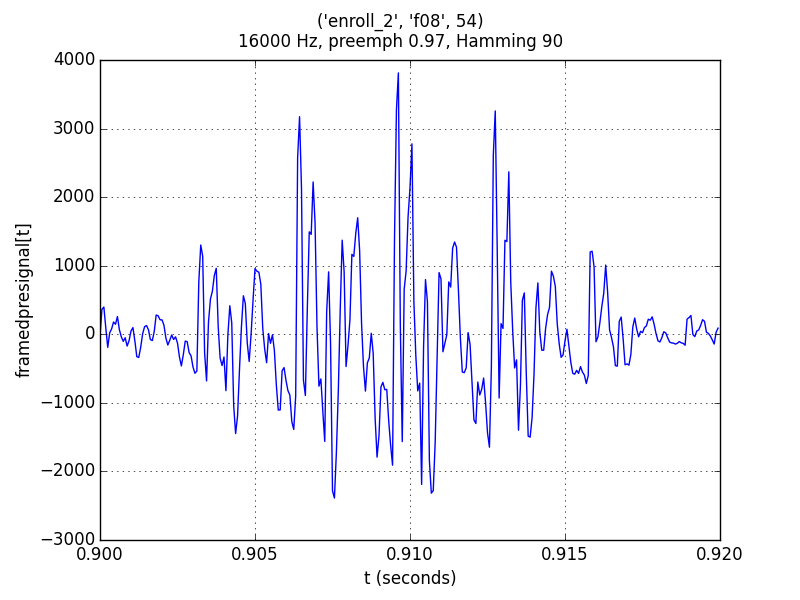 ('enroll_2', 'f08', 54)
16000 Hz, preemph 0.97, Hamming 90
4000
3000
2000
1000
0
−1000
−2000
−3000
framedpresignal[t]
0.900 0.905 0.910 0.915 0.920
t (seconds)